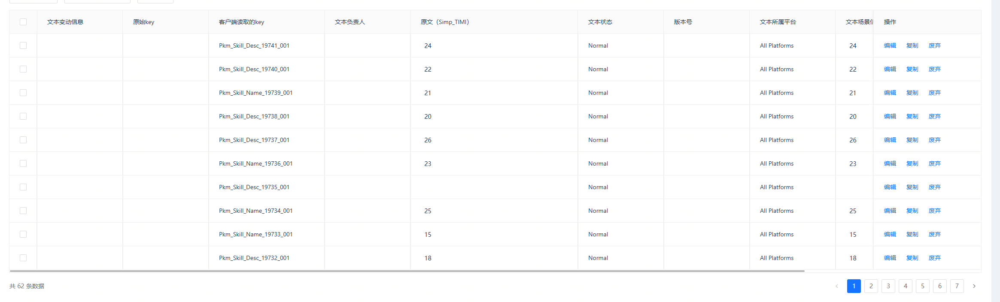 文本变动信息 原始key 客户端读取的key 文本负责人 原文（Simp_TIMI） 文本状态 版本号 文本所属平台 文本场景信 操作
Pkm_Skill_Desc_19741_001 24 Normal All Platforms 24 编辑 复制 废弃
Pkm_Skill_Desc_19740_001 22 Normal All Platforms 22 编辑 复制 废弃
Pkm_Skill_Name_19739_001 21 Normal All Platforms 21 编辑 复制 废弃
Pkm_Skill_Desc_19738_001 20 Normal All Platforms 20 编辑 复制 废弃
Pkm_Skill_Desc_19737_001 26 Normal All Platforms 26 编辑 复制 废弃
Pkm_Skill_Name_19736_001 23 Normal All Platforms 23 编辑 复制 废弃
Pkm_Skill_Desc_19735_001 Normal All Platforms 编辑 复制 废弃
Pkm_Skill_Name_19734_001 25 Normal All Platforms 25 编辑 复制 废弃
Pkm_Skill_Name_19733_001 15 Normal All Platforms 15 编辑 复制 废弃
Pkm_Skill_Desc_19732_001 18 Normal All Platforms 18 编辑 复制 废弃
共 62 条数据 1 2 3 4 5 6 7